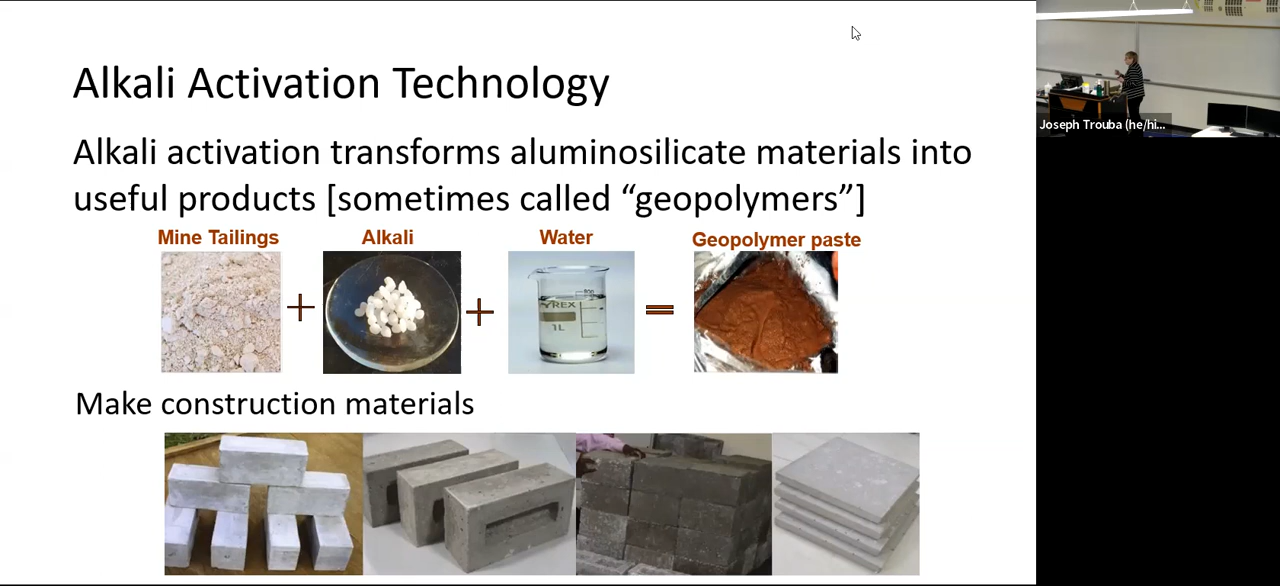 Alkali Activation Technology
Alkali activation transforms aluminosilicate materials into
useful products [sometimes called “geopolymers”]
Mine Tailings Alkali Water Geopolymer paste
PYREX
1L
Make construction materials
Joseph Trouba (he/hi...